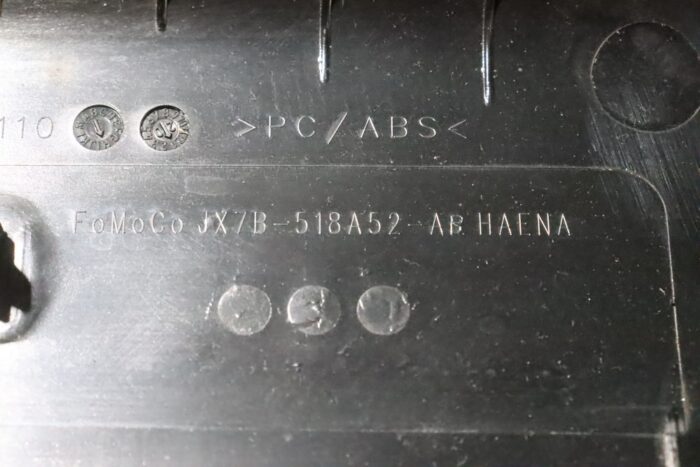 110 >PC/ABS<
FoMoCo JX7B-518A52-AB HAENA